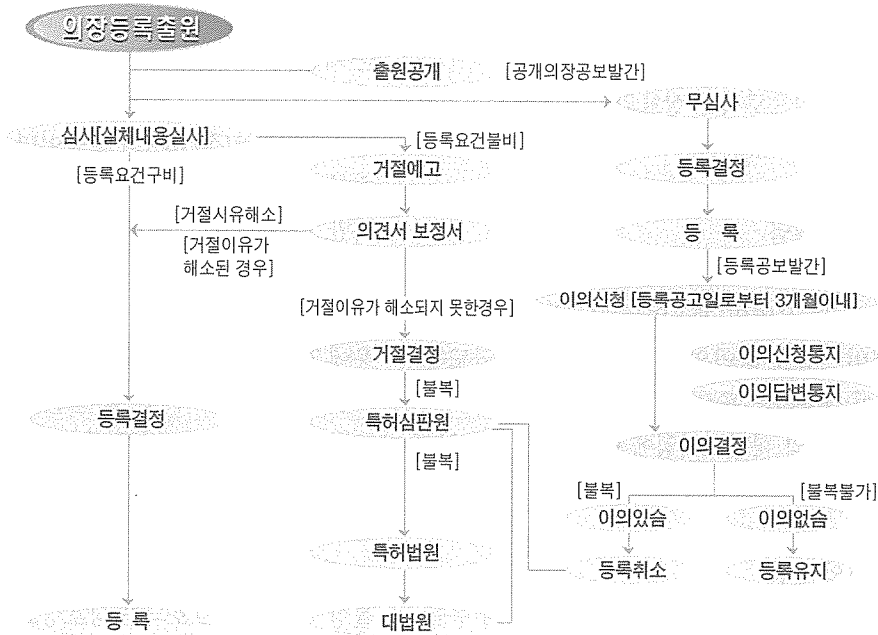 의장등록출원
출원공개 [공개의장공보발간]
무심사
심사[실체내용실사]
[등록요건불비]
[등록요건구비]
거절예고
등록결정
[거절시유해소]
의견서 보정서
등 록
[거절이유가
해소된 경우]
[등록공보발간]
[거절이유가 해소되지 못한경우]
이의신청 [등록공고일로부터 3개월이내]
거절결정
이의신청통지
[불복]
이의답변통지
등록결정
특허심판원
이의결정
[불복]
[불복]
[불복불가]
이의있슴
이의없슴
특허법원
등록취소
등록유지
등 록
대법원